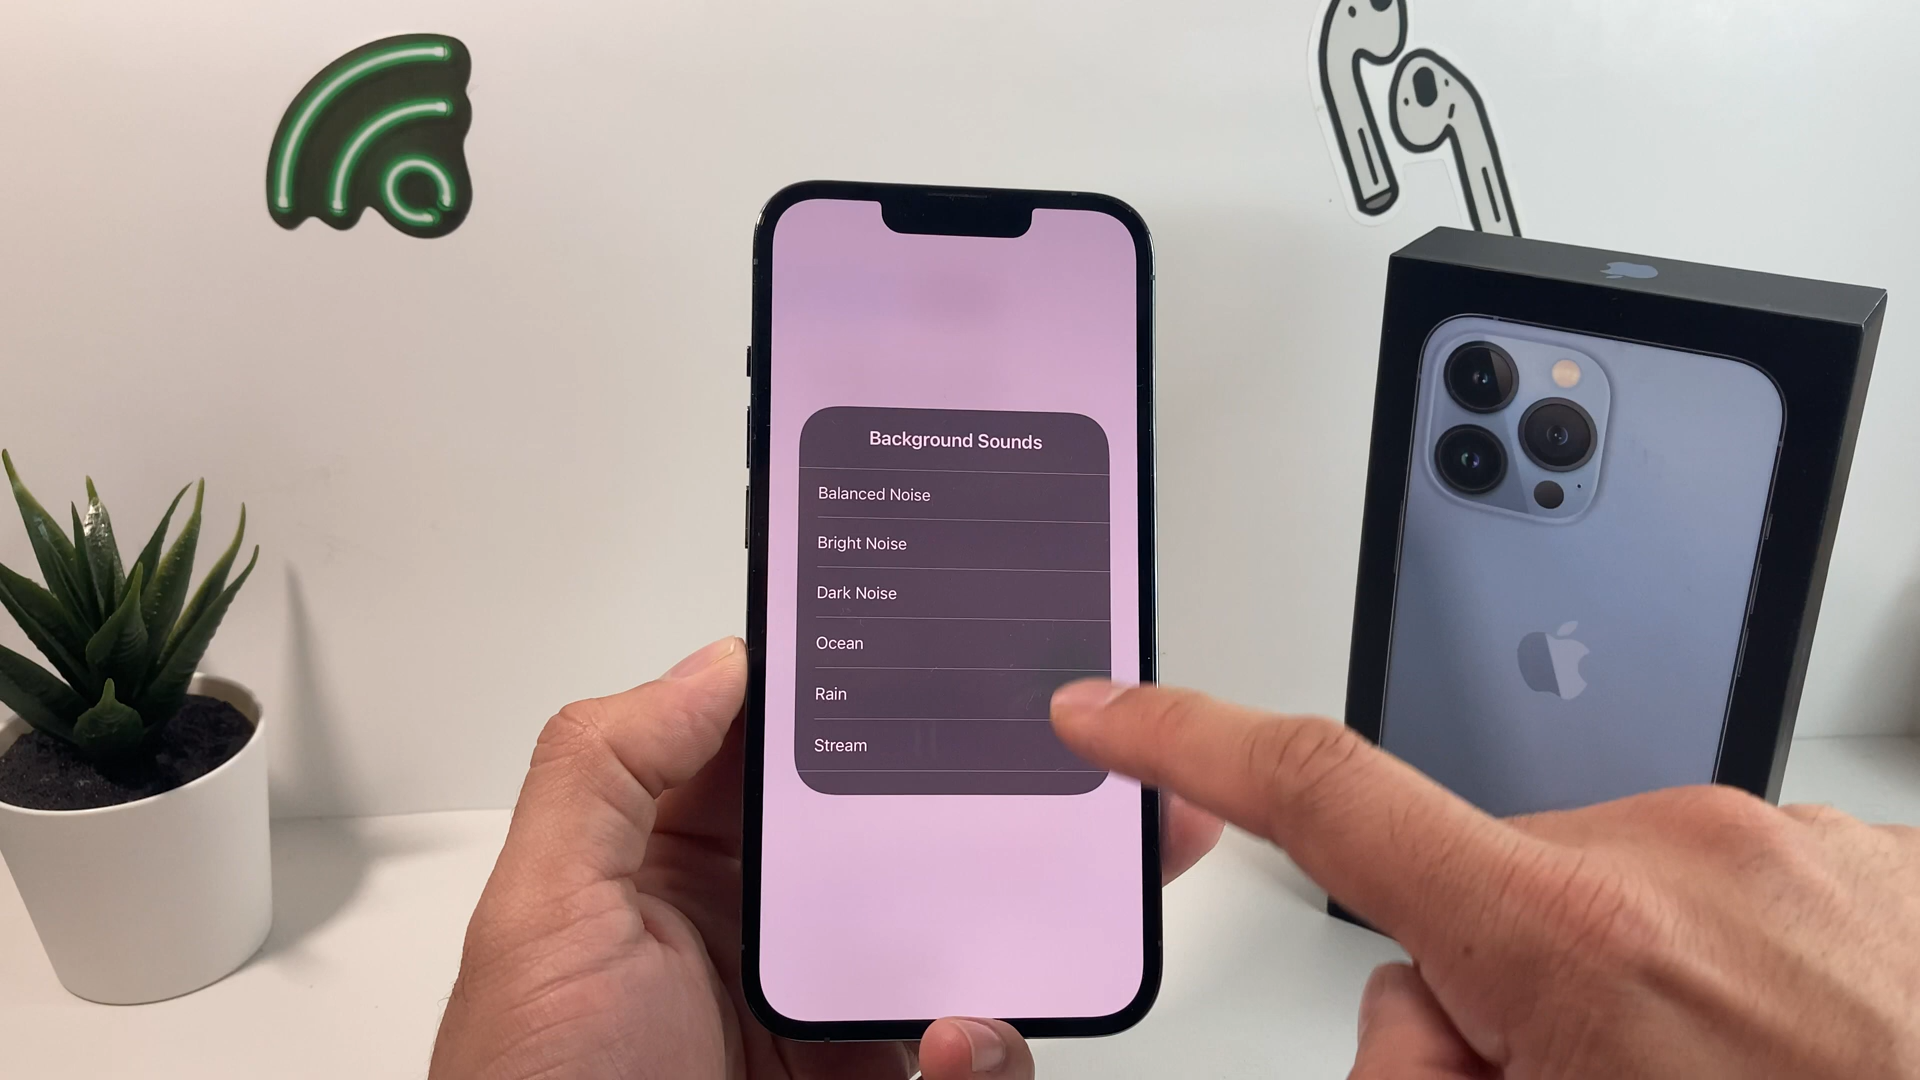 Background Sounds
Balanced Noise
Bright Noise
Dark Noise
Ocean
Rain
Stream